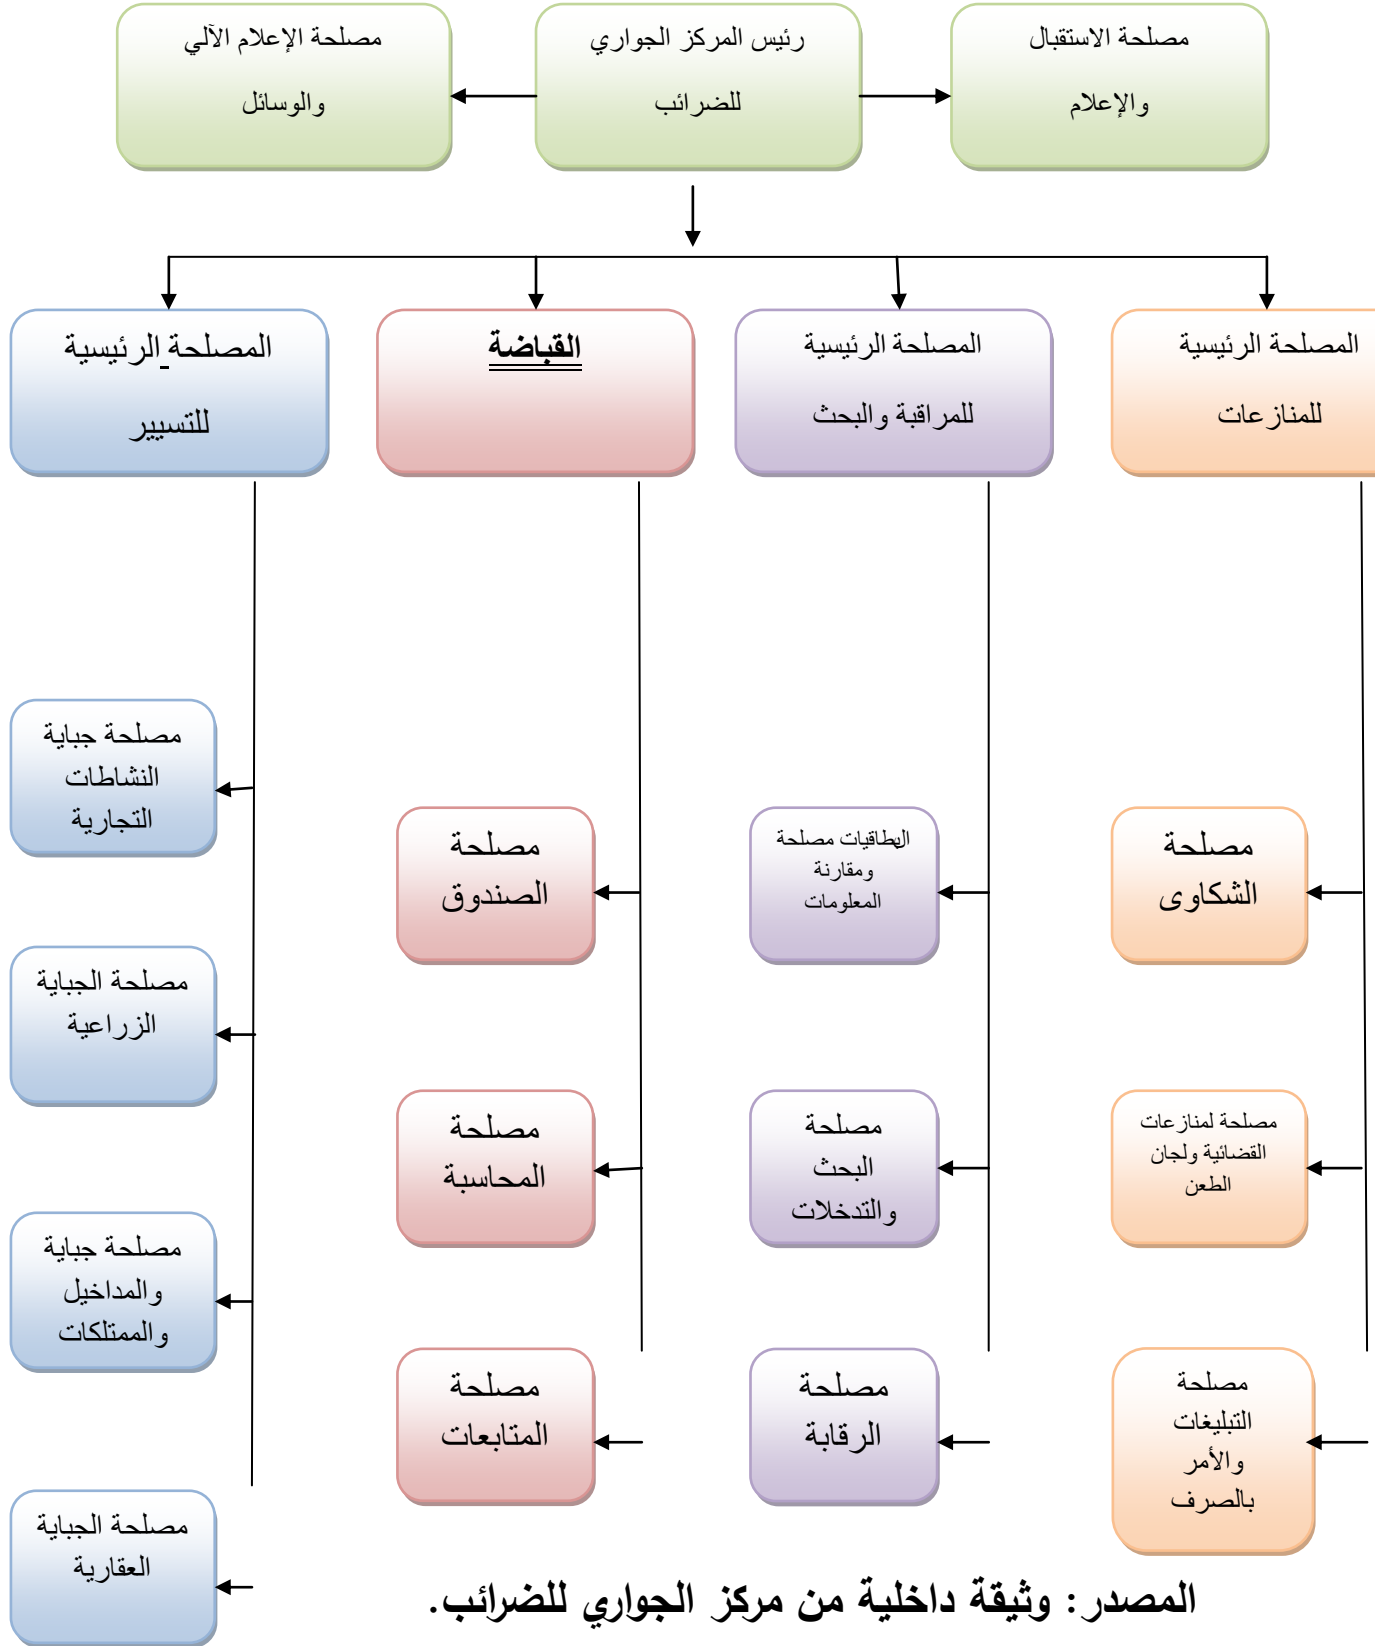 مصلحة الاستقبال
والإعلام
رئيس المركز الجواري
للضرائب
مصلحة الإعلام الآلي
والوسائل
المصلحة الرئيسية
للمنازعات
المصلحة الرئيسية
للمراقبة والبحث
القباضة
المصلحة الرئيسية
للتسيير
مصلحة
الشكاوى
مصلحة لمنازعات
القضائية ولجان
الطعن
مصلحة
التبليغات
والأمر
بالصرف
البطاقيات مصلحة
ومقارنة
المعلومات
مصلحة
البحث
والتدخلات
مصلحة
الرقابة
مصلحة
الصندوق
مصلحة
المحاسبة
مصلحة
المتابعات
مصلحة جباية
النشاطات
التجارية
مصلحة الجباية
الزراعية
مصلحة جباية
والمداخيل
والممتلكات
مصلحة الجباية
العقارية
المصدر: وثيقة داخلية من مركز الجواري للضرائب.